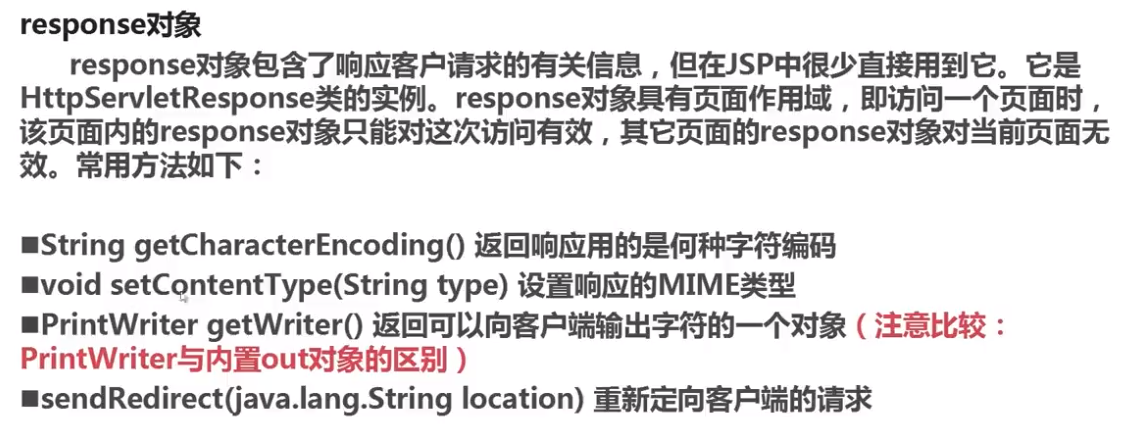 response对象
response对象包含了响应客户请求的有关信息，但在JSP中很少直接用到它。它是
HttpServletResponse类的实例。response对象具有页面作用域，即访问一个页面时，
该页面内的response对象只能对这次访问有效，其它页面的response对象对当前页面无
效。常用方法如下：
■String getCharacterEncoding() 返回响应用的是何种字符编码
■void setContentType(String type) 设置响应的MIME类型
■PrintWriter getWriter() 返回可以向客户端输出字符的一个对象（注意比较：
PrintWriter与内置out对象的区别）
■sendRedirect(java.lang.String location) 重新定向客户端的请求